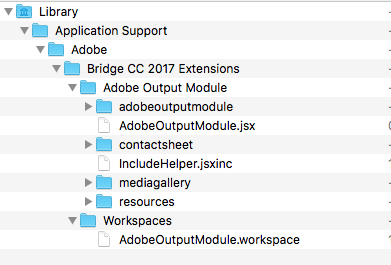 Library
Application Support
Adobe
Bridge CC 2017 Extensions
Adobe Output Module
adobeoutputmodule
AdobeOutputModule.jsx
contactsheet
IncludeHelper.jsxinc
mediagallery
resources
Workspaces
AdobeOutputModule.workspace